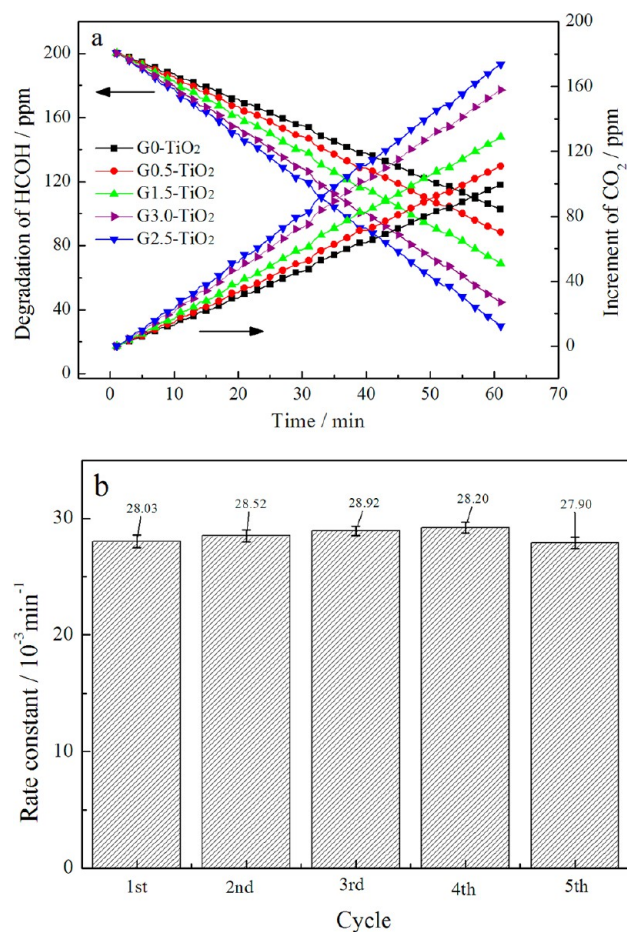 a
200
160
120
80
40
0
Degradation of HCOH / ppm
G0-TiO₂
G0.5-TiO₂
G1.5-TiO₂
G3.0-TiO₂
G2.5-TiO₂
200
160
120
80
40
0
Increment of CO₂ / ppm
0 10 20 30 40 50 60 70
Time / min
b
28.03 28.52 28.92 28.20 27.90
30
20
10
0
Rate constant / 10⁻³ min⁻¹
1st 2nd 3rd 4th 5th
Cycle